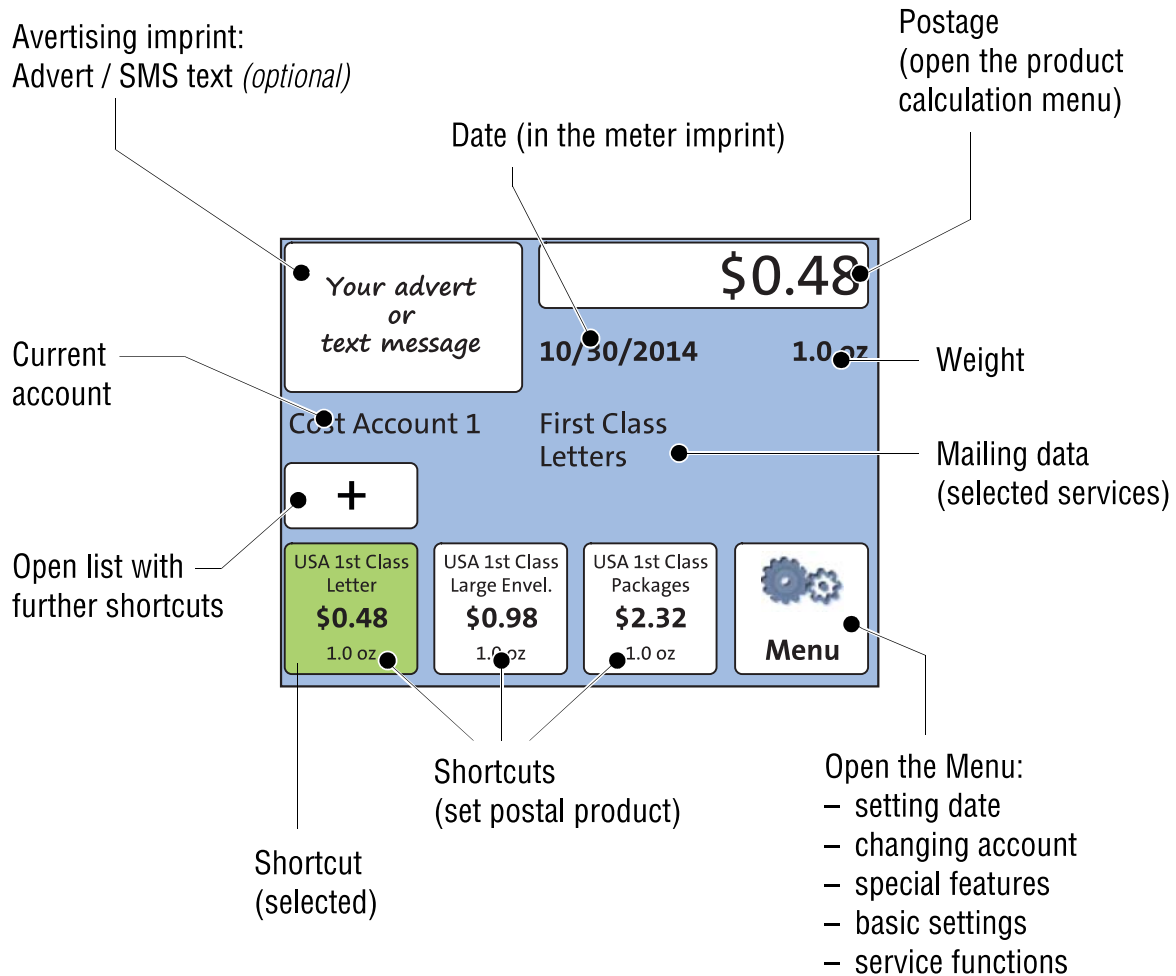 Avertising imprint:
Advert / SMS text (optional)
Postage
(open the product
calculation menu)
Date (in the meter imprint)
Your advert
or
text message
$0.48
10/30/2014
1.0 oz
Current
account
Weight
Cost Account 1
First Class
Letters
Mailing data
(selected services)
+
Open list with
further shortcuts
USA 1st Class
Letter
$0.48
1.0 oz
USA 1st Class
Large Envel.
$0.98
1.0 oz
USA 1st Class
Packages
$2.32
1.0 oz
Menu
Shortcuts
(set postal product)
Shortcut
(selected)
Open the Menu:
– setting date
– changing account
– special features
– basic settings
– service functions